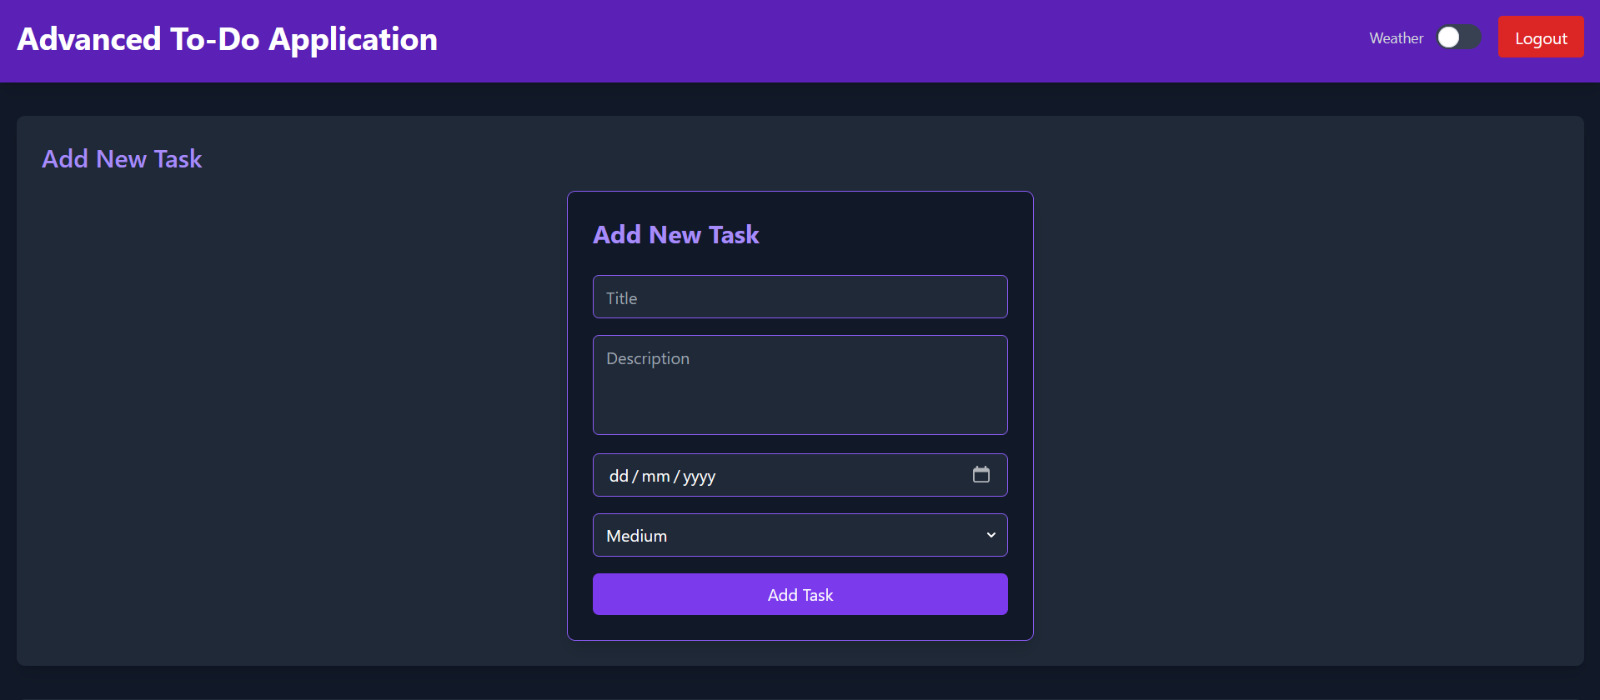 Advanced To-Do Application
Weather
Logout
Add New Task
Add New Task
Title
Description
dd/mm/yyyy
Medium
Add Task